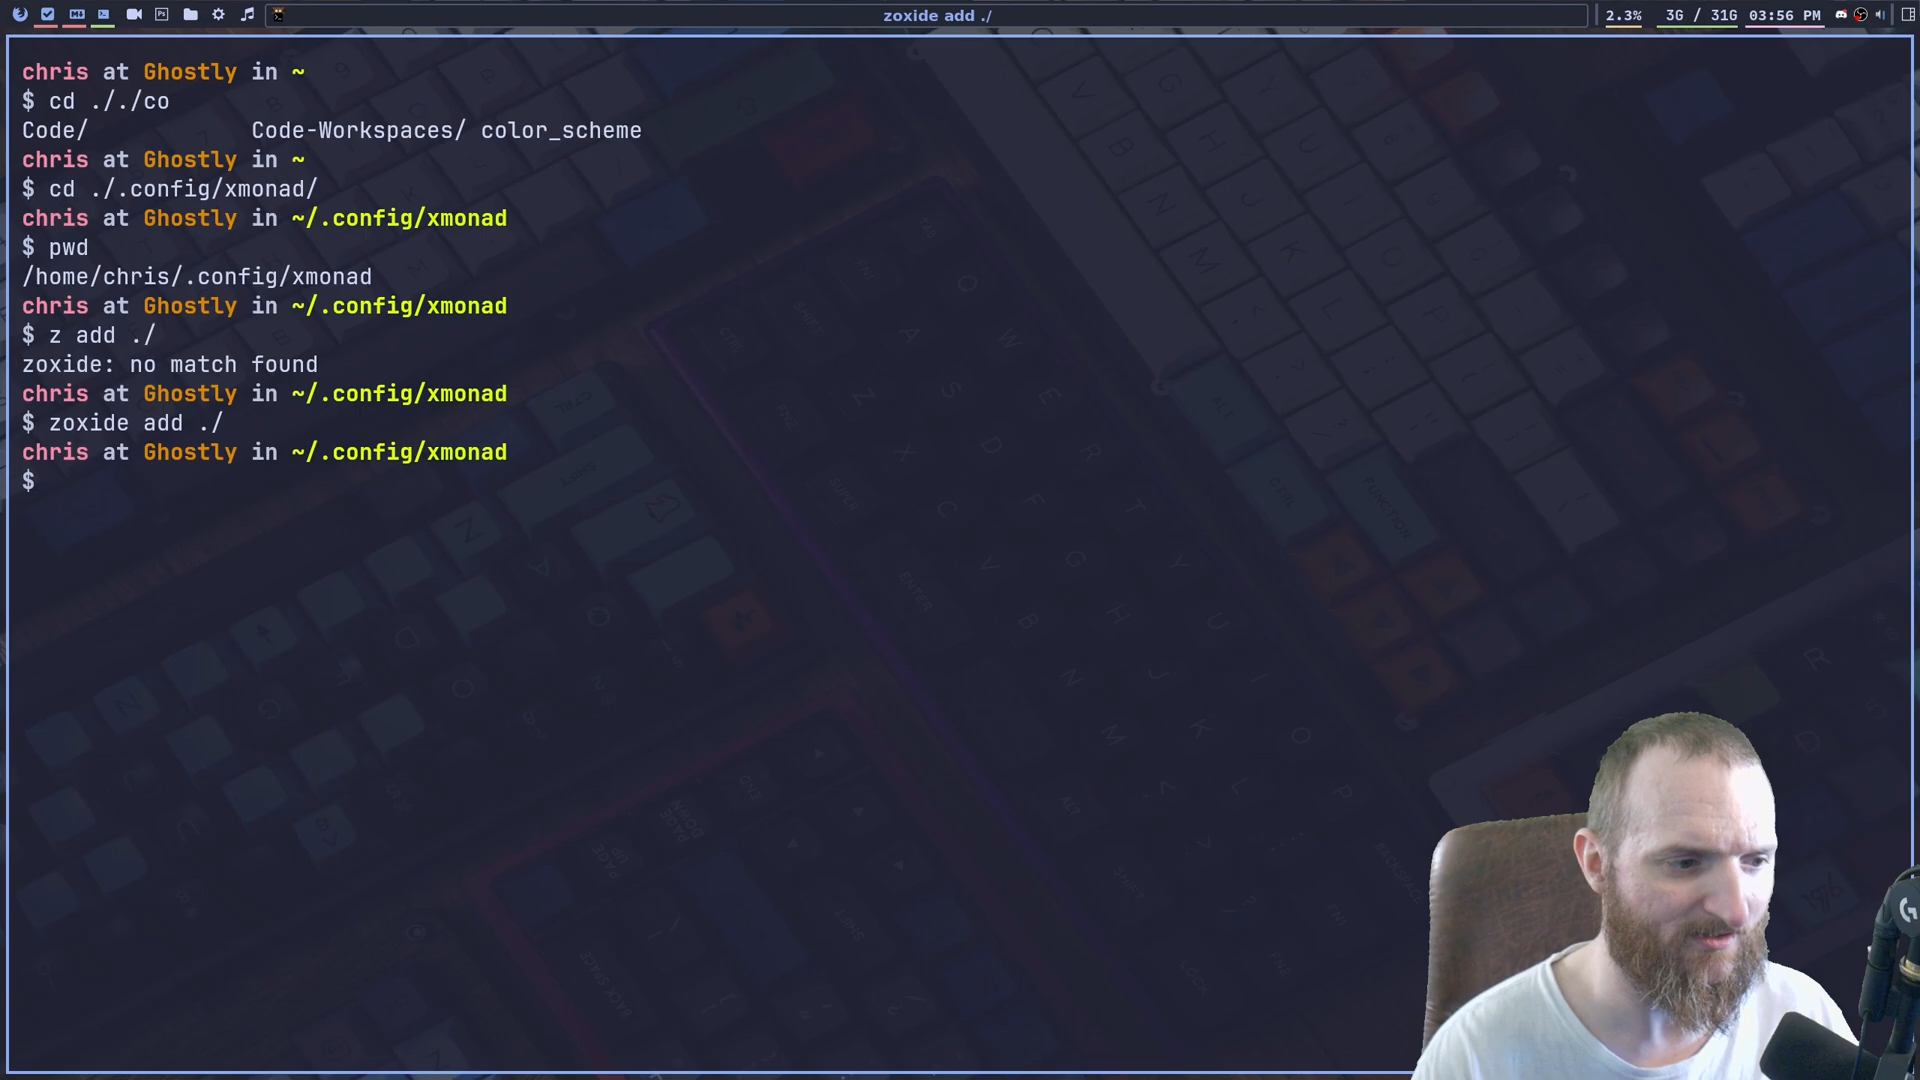 zoxide add ./
2.3% 3G / 31G 03:56 PM
chris at Ghostly in ~
$ cd ././co
Code/ Code-Workspaces/ color_scheme
chris at Ghostly in ~
$ cd ./.config/xmonad/
chris at Ghostly in ~/.config/xmonad
$ pwd
/home/chris/.config/xmonad
chris at Ghostly in ~/.config/xmonad
$ z add ./
zoxide: no match found
chris at Ghostly in ~/.config/xmonad
$ zoxide add ./
chris at Ghostly in ~/.config/xmonad
$